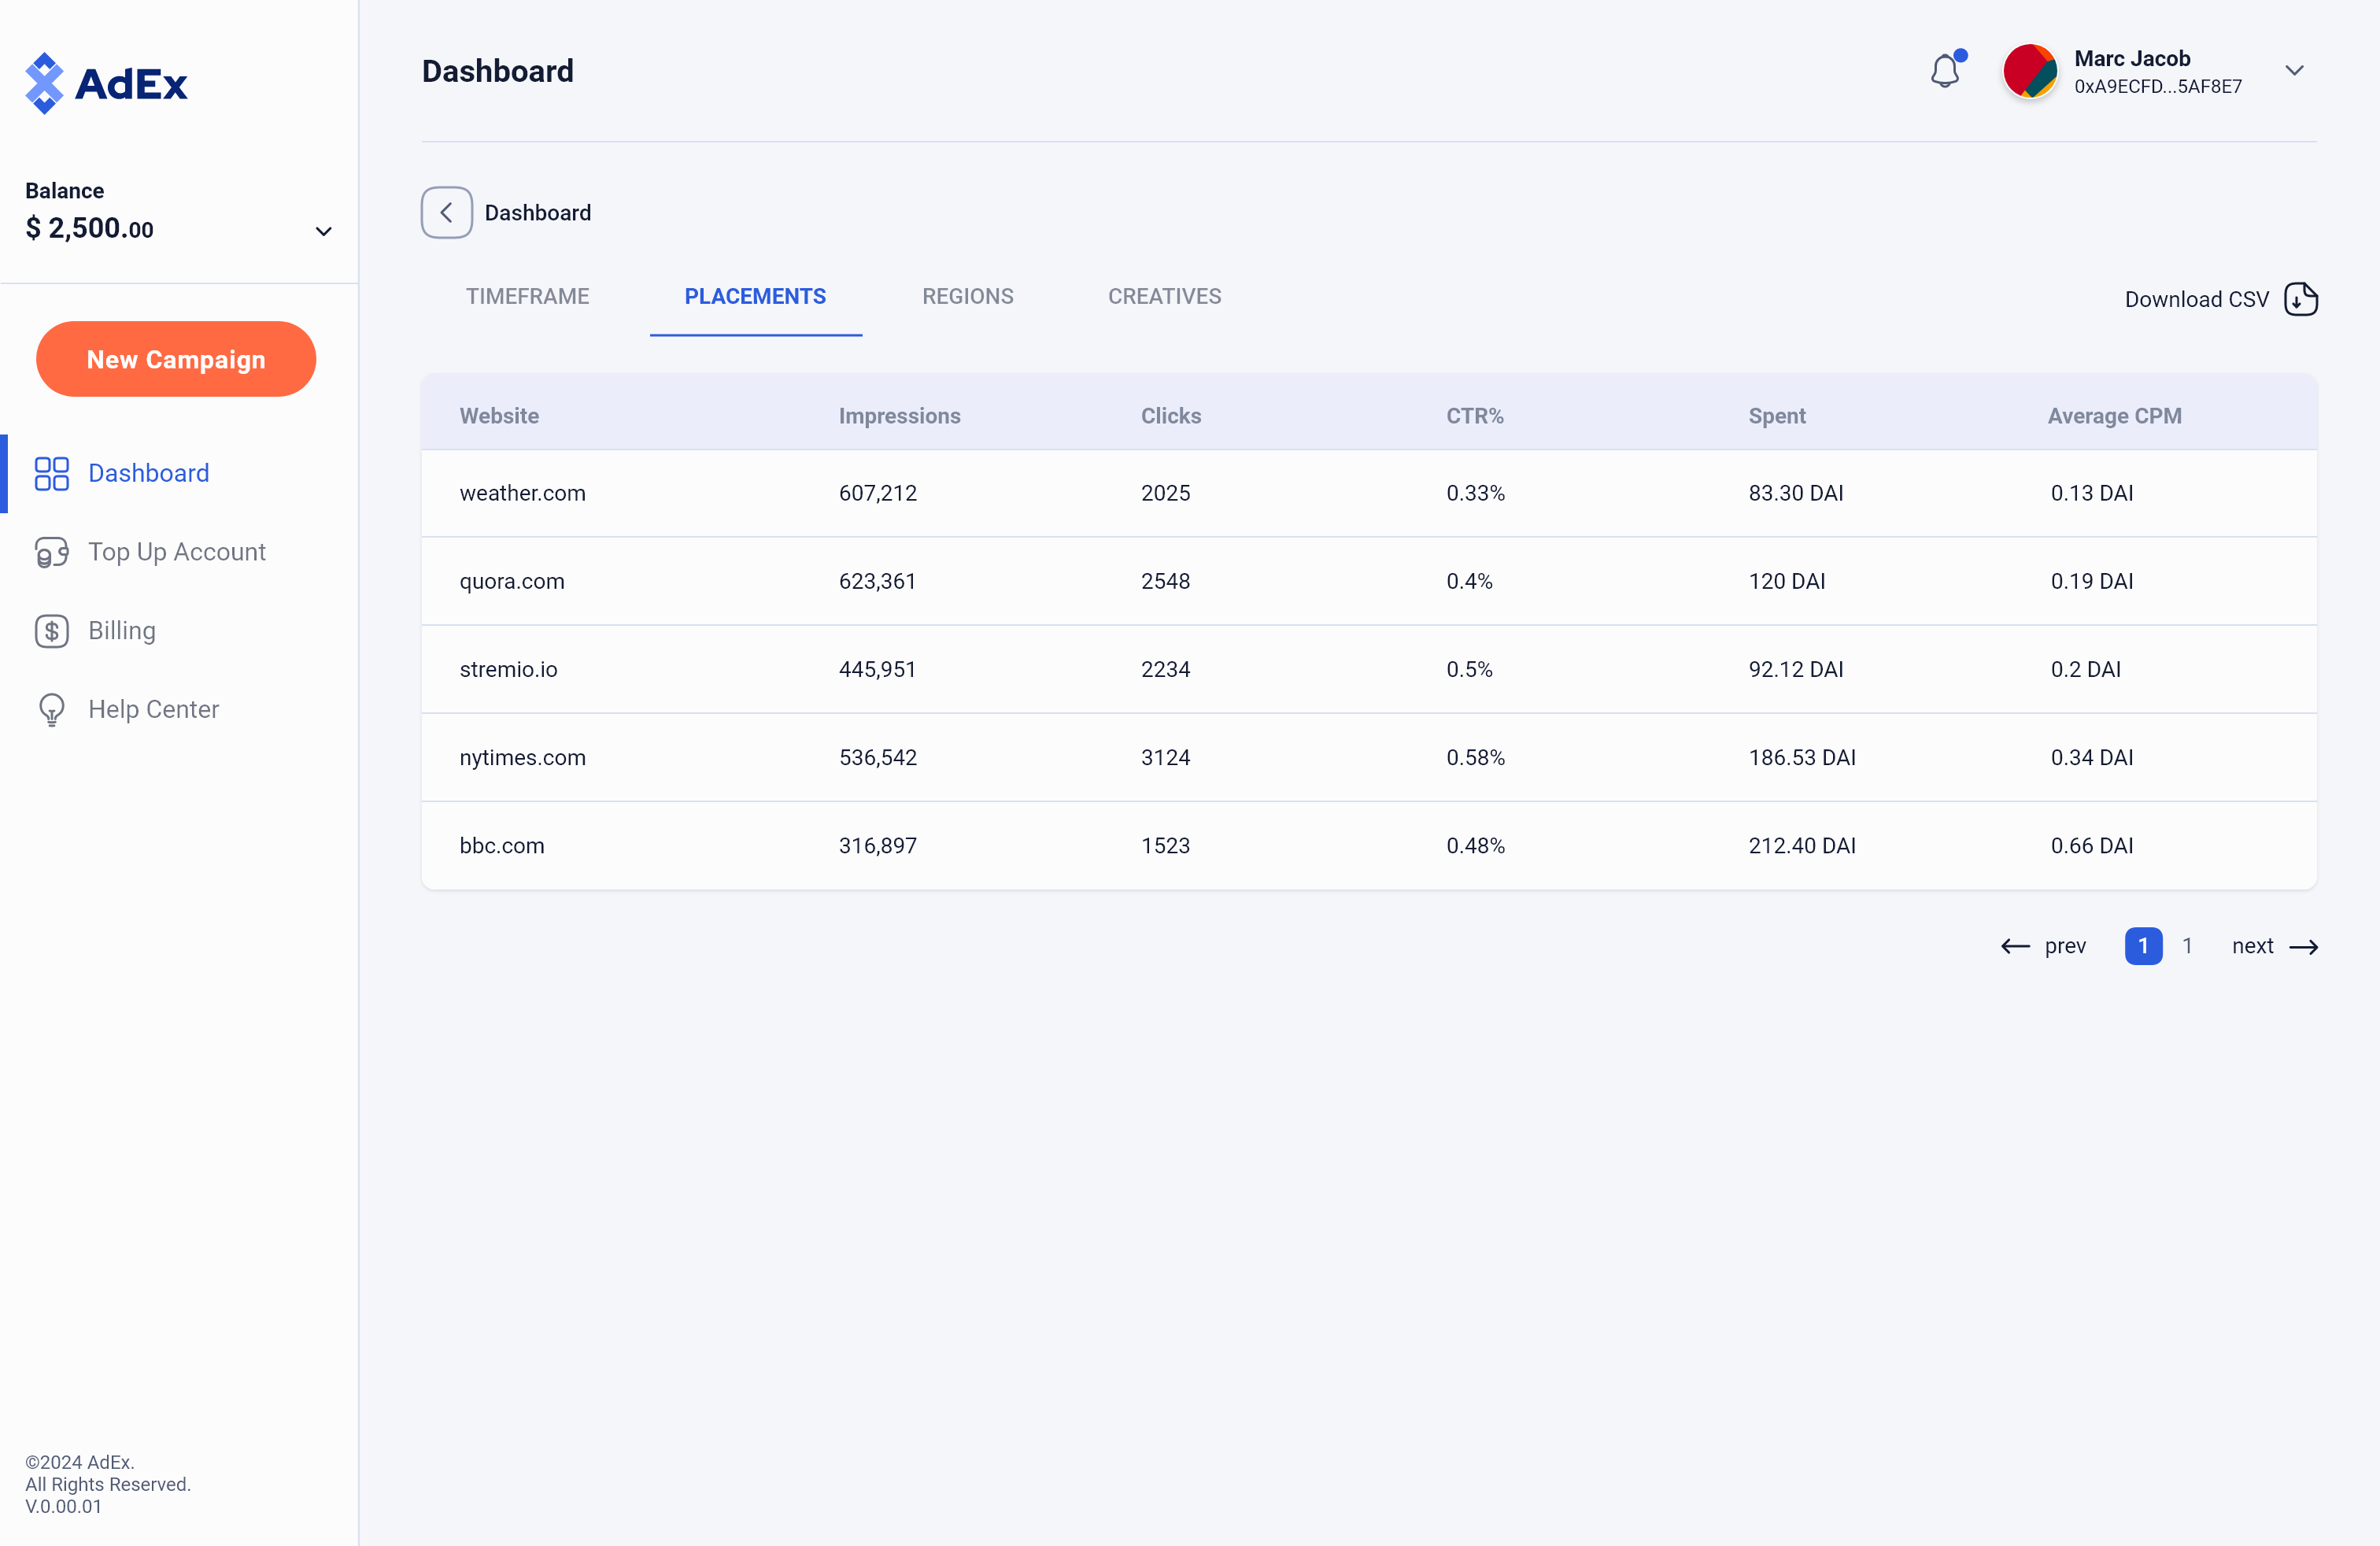 AdEx
Balance
$ 2,500.00
New Campaign
Dashboard
Top Up Account
Billing
Help Center
©2024 AdEx.
All Rights Reserved.
V.0.00.01
Dashboard
Marc Jacob
0xA9ECFD...5AF8E7
Dashboard
TIMEFRAME PLACEMENTS REGIONS CREATIVES Download CSV
Website Impressions Clicks CTR% Spent Average CPM
weather.com 607,212 2025 0.33% 83.30 DAI 0.13 DAI
quora.com 623,361 2548 0.4% 120 DAI 0.19 DAI
stremio.io 445,951 2234 0.5% 92.12 DAI 0.2 DAI
nytimes.com 536,542 3124 0.58% 186.53 DAI 0.34 DAI
bbc.com 316,897 1523 0.48% 212.40 DAI 0.66 DAI
prev 1 1 next